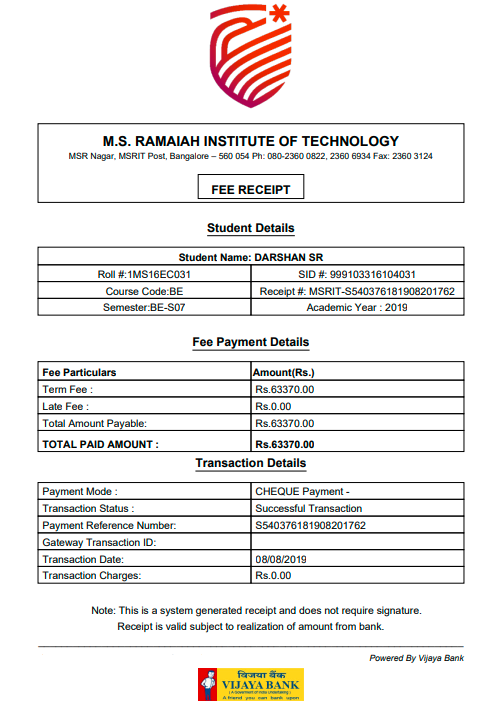 M.S. RAMAIAH INSTITUTE OF TECHNOLOGY
MSR Nagar, MSRIT Post, Bangalore – 560 054 Ph: 080-2360 0822, 2360 6934 Fax: 2360 3124
FEE RECEIPT
Student Details
Student Name: DARSHAN SR
Roll #:1MS16EC031 SID #: 999103316104031
Course Code:BE Receipt #: MSRIT-S540376181908201762
Semester:BE-S07 Academic Year : 2019
Fee Payment Details
Fee Particulars Amount(Rs.)
Term Fee : Rs.63370.00
Late Fee : Rs.0.00
Total Amount Payable: Rs.63370.00
TOTAL PAID AMOUNT : Rs.63370.00
Transaction Details
Payment Mode : CHEQUE Payment -
Transaction Status : Successful Transaction
Payment Reference Number: S540376181908201762
Gateway Transaction ID:
Transaction Date: 08/08/2019
Transaction Charges: Rs.0.00
Note: This is a system generated receipt and does not require signature.
Receipt is valid subject to realization of amount from bank.
Powered By Vijaya Bank
विजया बैंक
VIJAYA BANK
( A Government of India Undertaking )
A friend you can bank upon